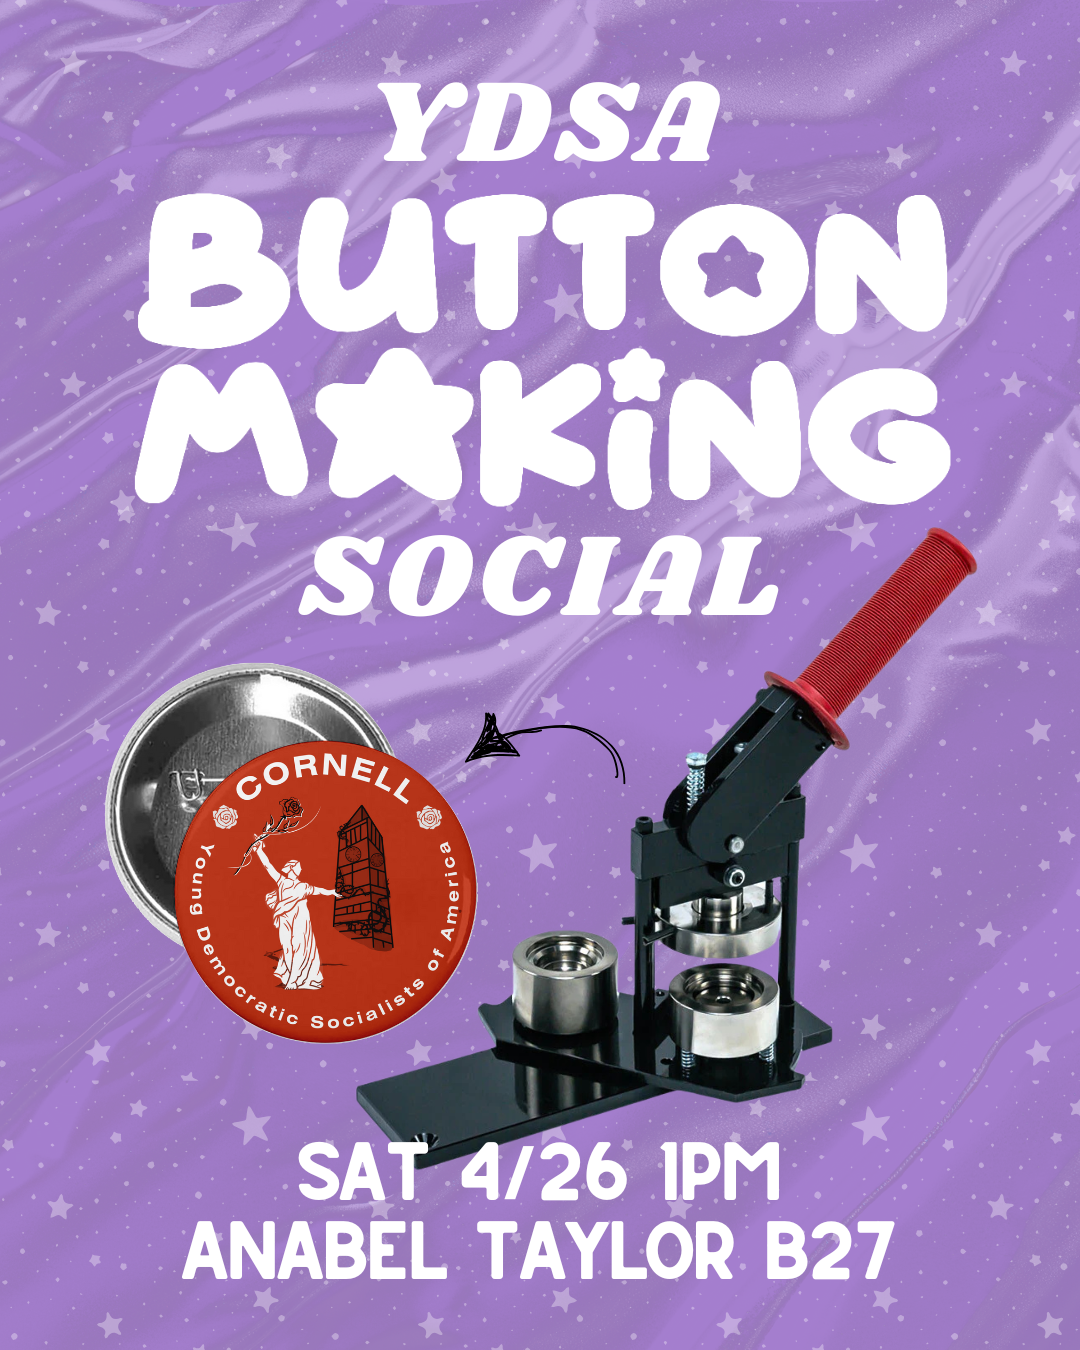 YDSA
BUTTON
MAKiNG
SOCIAL
CORNELL
Young Democratic Socialists of America
SAT 4/26 1PM
ANABEL TAYLOR B27